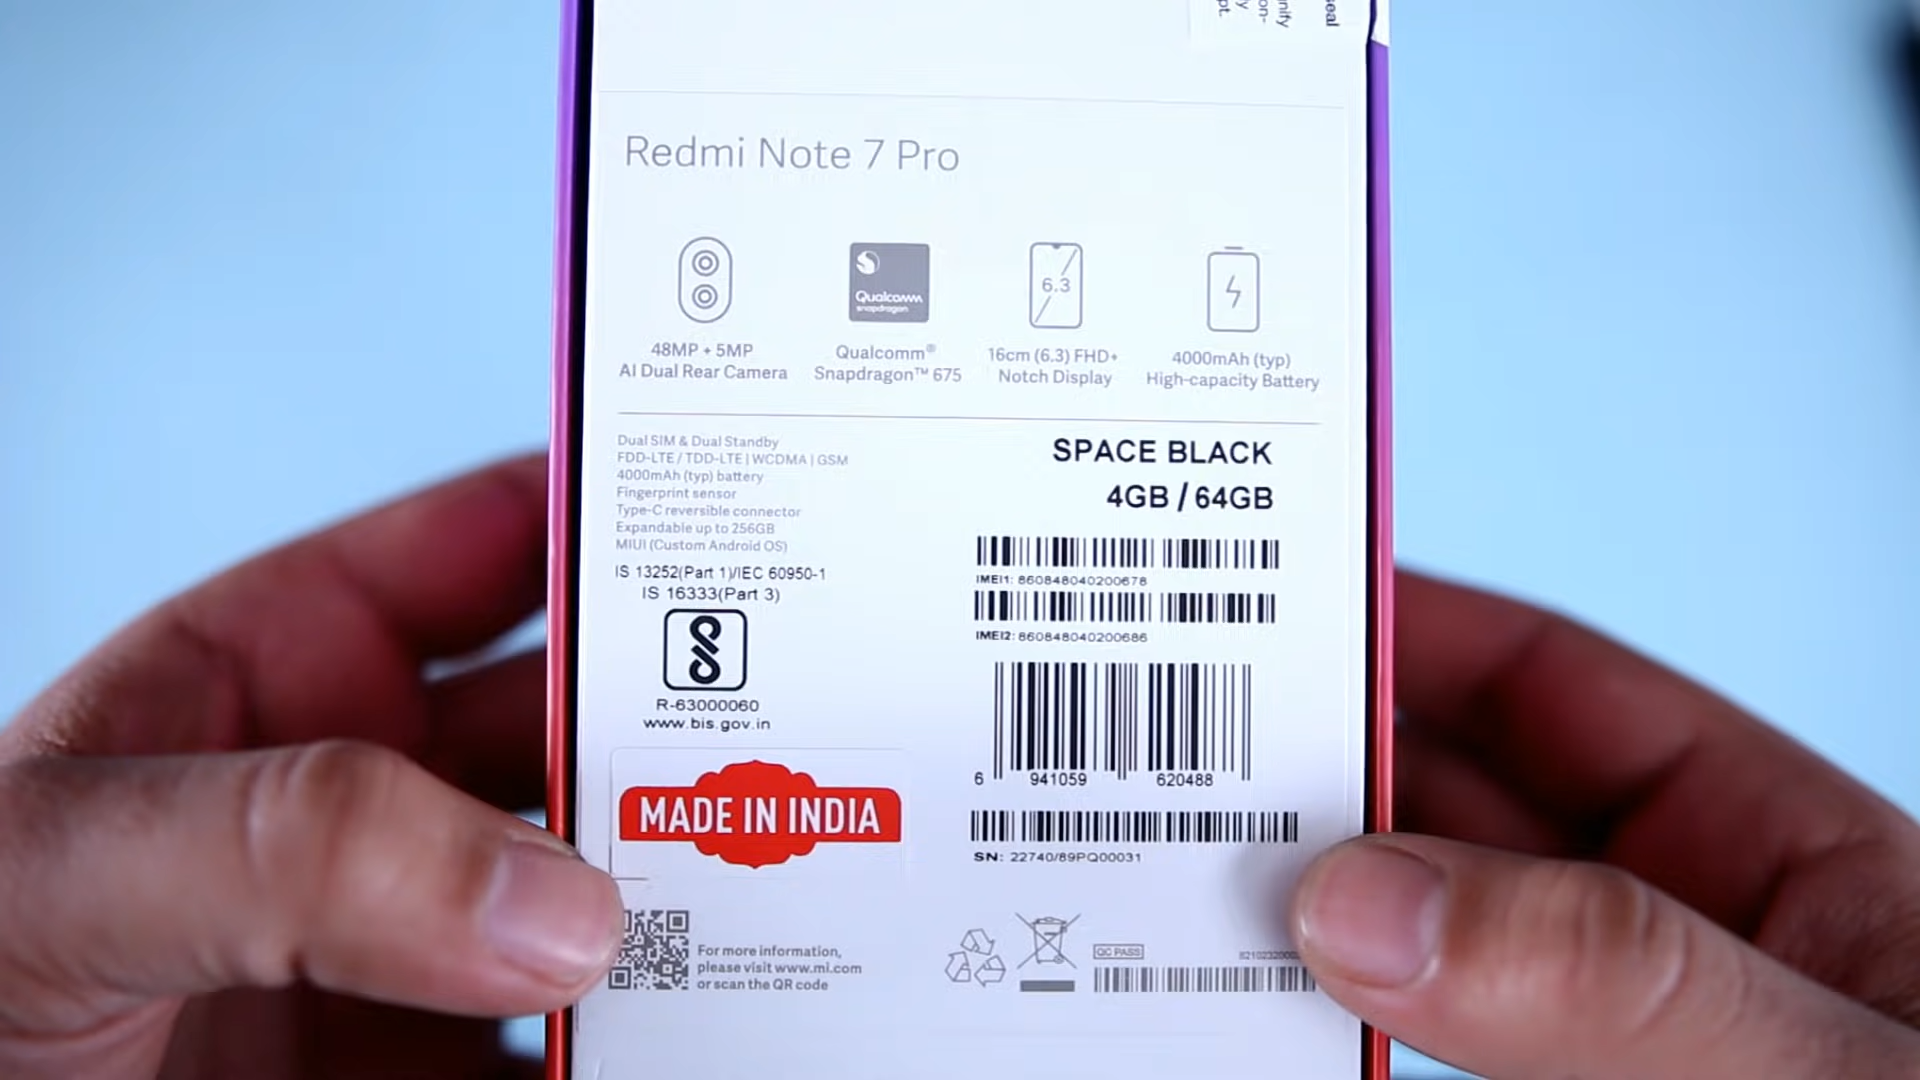 seal
nify
on-
y
pt.
Redmi Note 7 Pro
6.3
Qualcomm
snapdragon
48MP + 5MP
AI Dual Rear Camera
Qualcomm®
Snapdragon™ 675
16cm (6.3) FHD+
Notch Display
4000mAh (typ)
High-capacity Battery
Dual SIM & Dual Standby
FDD-LTE / TDD-LTE | WCDMA | GSM
4000mAh (typ) battery
Fingerprint sensor
Type-C reversible connector
Expandable up to 256GB
MIUI (Custom Android OS)
IS 13252(Part 1)/IEC 60950-1
IS 16333(Part 3)
R-63000060
www.bis.gov.in
MADE IN INDIA
SPACE BLACK
4GB / 64GB
IMEI1: 860848040200678
IMEI2: 860848040200686
6 941059 620488
SN: 22740/89PQ00031
For more information,
please visit www.mi.com
or scan the QR code
QC PASS